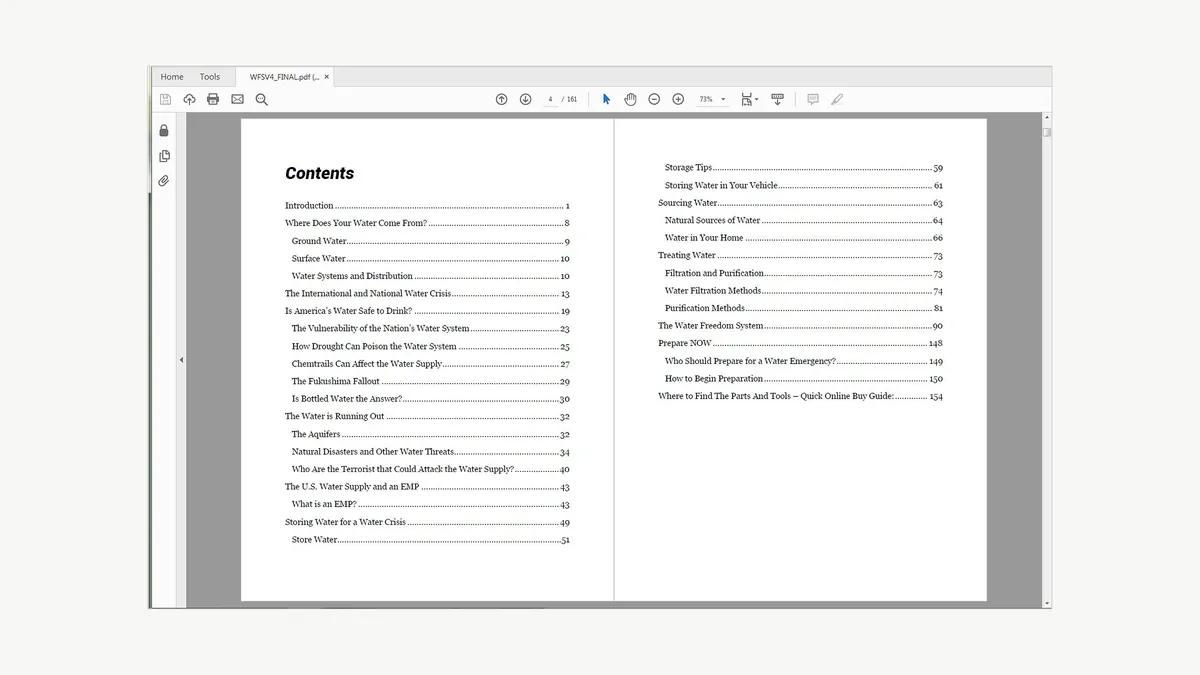 Home Tools WFSV4_FINAL.pdf (... ×
4 / 161 73%
Contents
Introduction 1
Where Does Your Water Come From? 8
Ground Water 9
Surface Water 10
Water Systems and Distribution 10
The International and National Water Crisis 13
Is America's Water Safe to Drink? 19
The Vulnerability of the Nation's Water System 23
How Drought Can Poison the Water System 25
Chemtrails Can Affect the Water Supply 27
The Fukushima Fallout 29
Is Bottled Water the Answer? 30
The Water is Running Out 32
The Aquifers 32
Natural Disasters and Other Water Threats 34
Who Are the Terrorist that Could Attack the Water Supply? 40
The U.S. Water Supply and an EMP 43
What is an EMP? 43
Storing Water for a Water Crisis 49
Store Water 51
Storage Tips 59
Storing Water in Your Vehicle 61
Sourcing Water 63
Natural Sources of Water 64
Water in Your Home 66
Treating Water 73
Filtration and Purification 73
Water Filtration Methods 74
Purification Methods 81
The Water Freedom System 90
Prepare NOW 148
Who Should Prepare for a Water Emergency? 149
How to Begin Preparation 150
Where to Find The Parts And Tools – Quick Online Buy Guide: 154